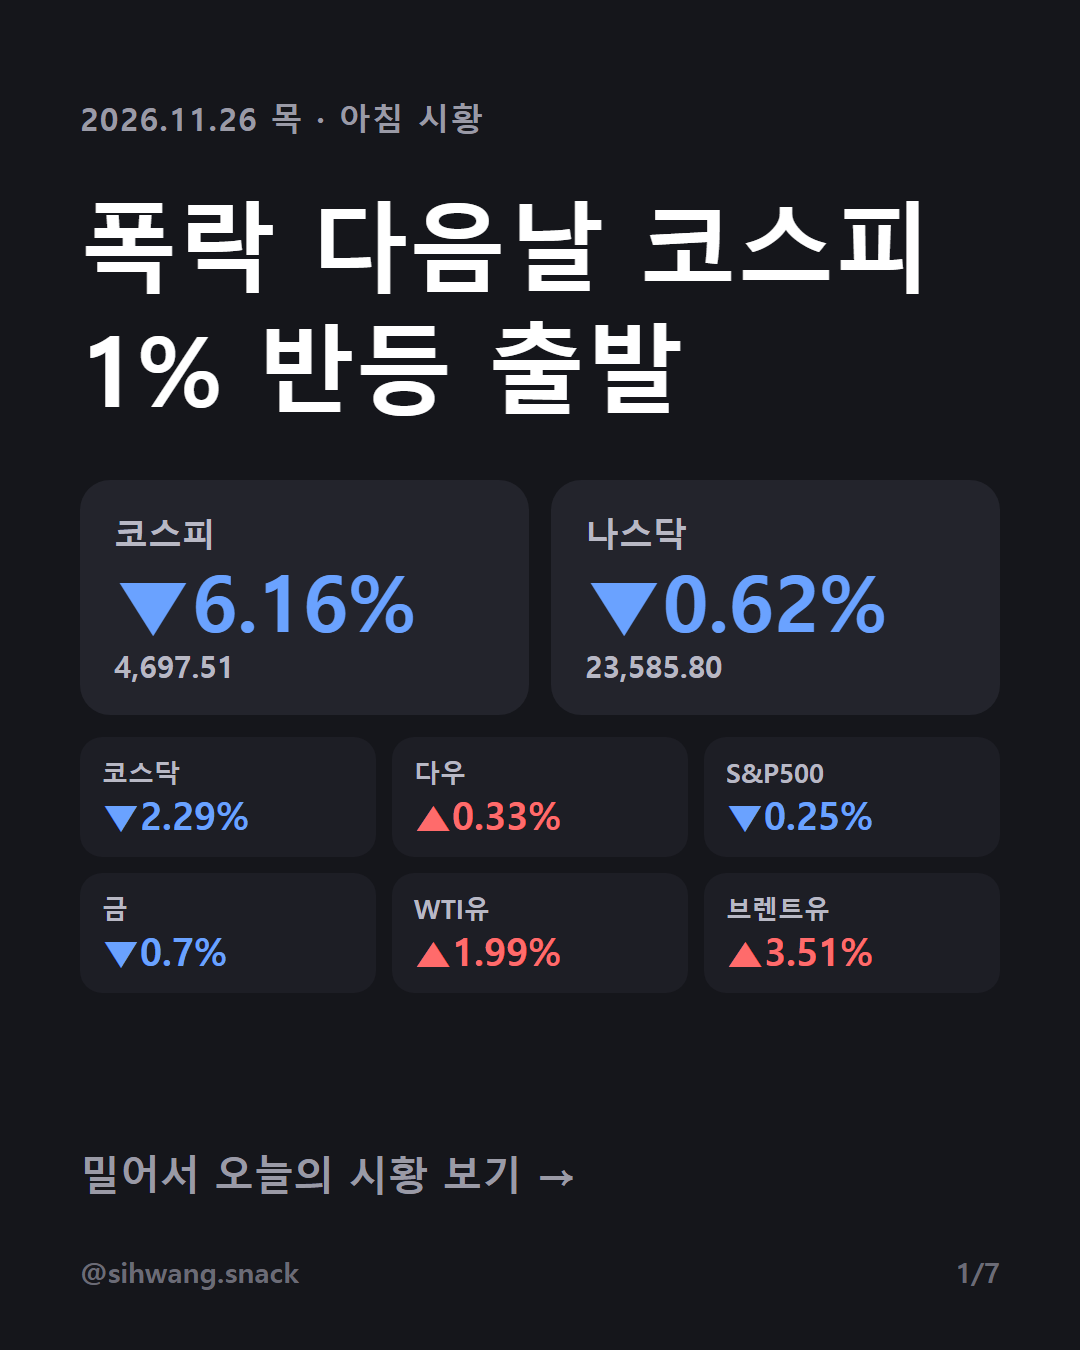 2026.11.26 목 · 아침 시황
폭락 다음날 코스피
1% 반등 출발
코스피
▼6.16%
4,697.51
나스닥
▼0.62%
23,585.80
코스닥
▼2.29%
다우
▲0.33%
S&P500
▼0.25%
금
▼0.7%
WTI유
▲1.99%
브렌트유
▲3.51%
밀어서 오늘의 시황 보기 →
@sihwang.snack
1/7